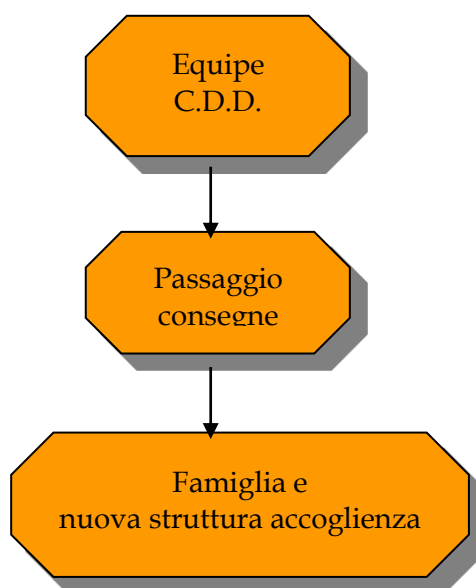 Equipe
C.D.D.
Passaggio
consegne
Famiglia e
nuova struttura accoglienza